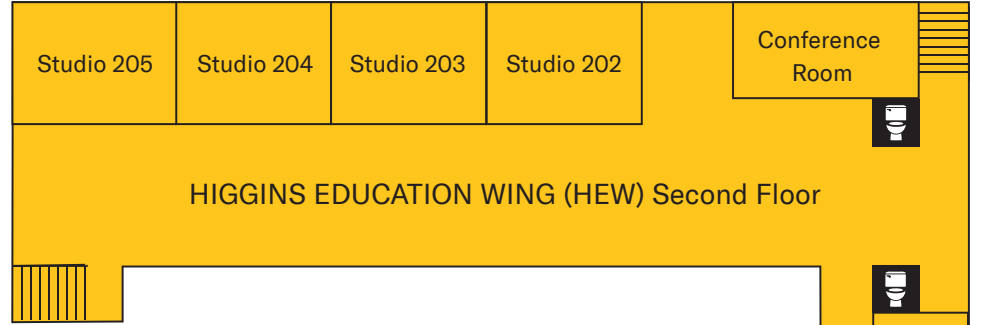 Studio 205
Studio 204
Studio 203
Studio 202
Conference
Room
HIGGINS EDUCATION WING (HEW) Second Floor